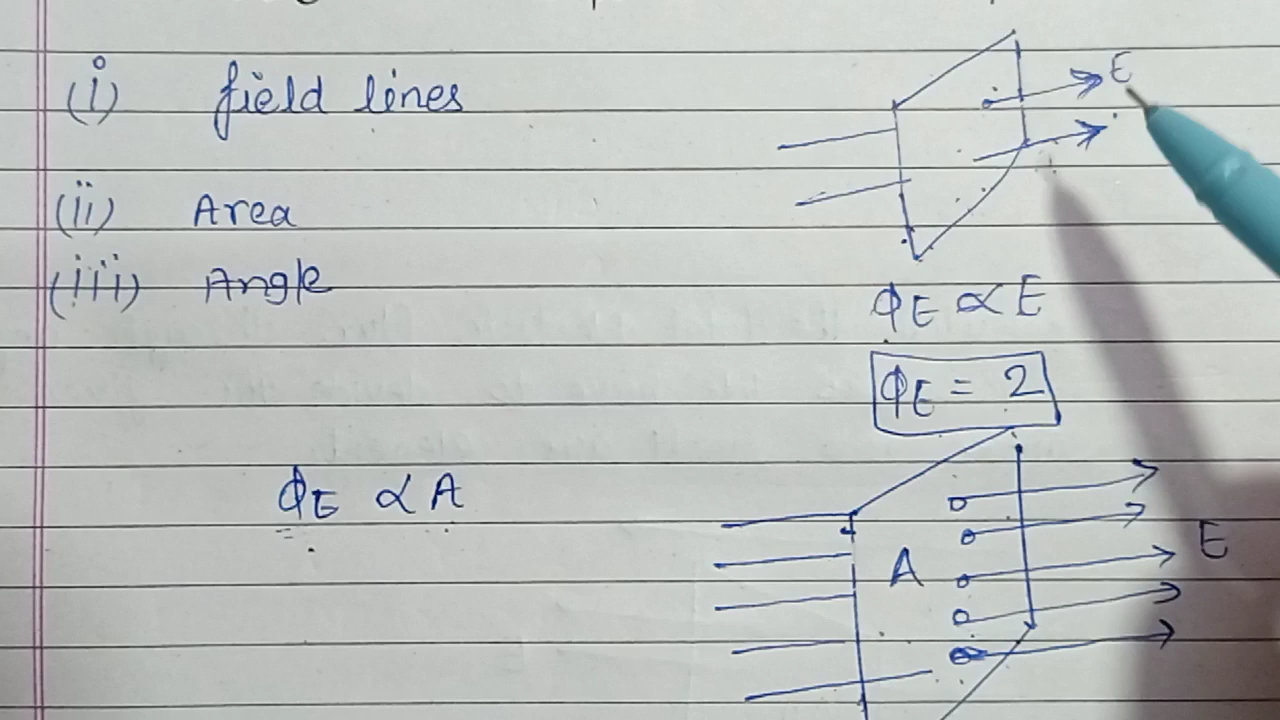 (i) field lines
E
(ii) Area
(iii) Angle
ϕE ∝ E
ϕE = 2
ϕE ∝ A
A
E